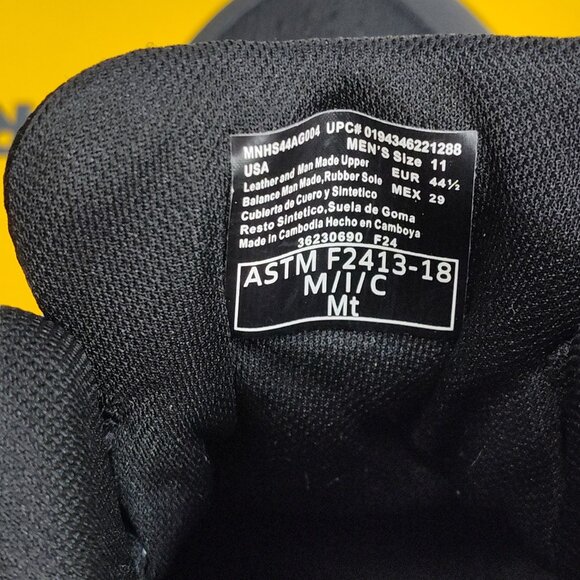 MNHS44AG004 UPC# 0194346221288
USA MEN'S Size 11
Leather and Man Made Upper EUR 44½
Balance Man Made,Rubber Sole MEX 29
Cubierto de Cuero y Sintetico
Resto Sintetico,Suela de Goma
Made in Cambodia Hecho en Camboya
36230690 F24
ASTM F2413-18
M/I/C
Mt